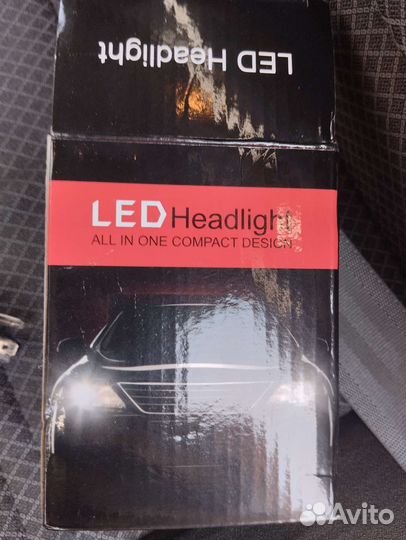 LED Headlight
LED Headlight
ALL IN ONE COMPACT DESIGN
Avito